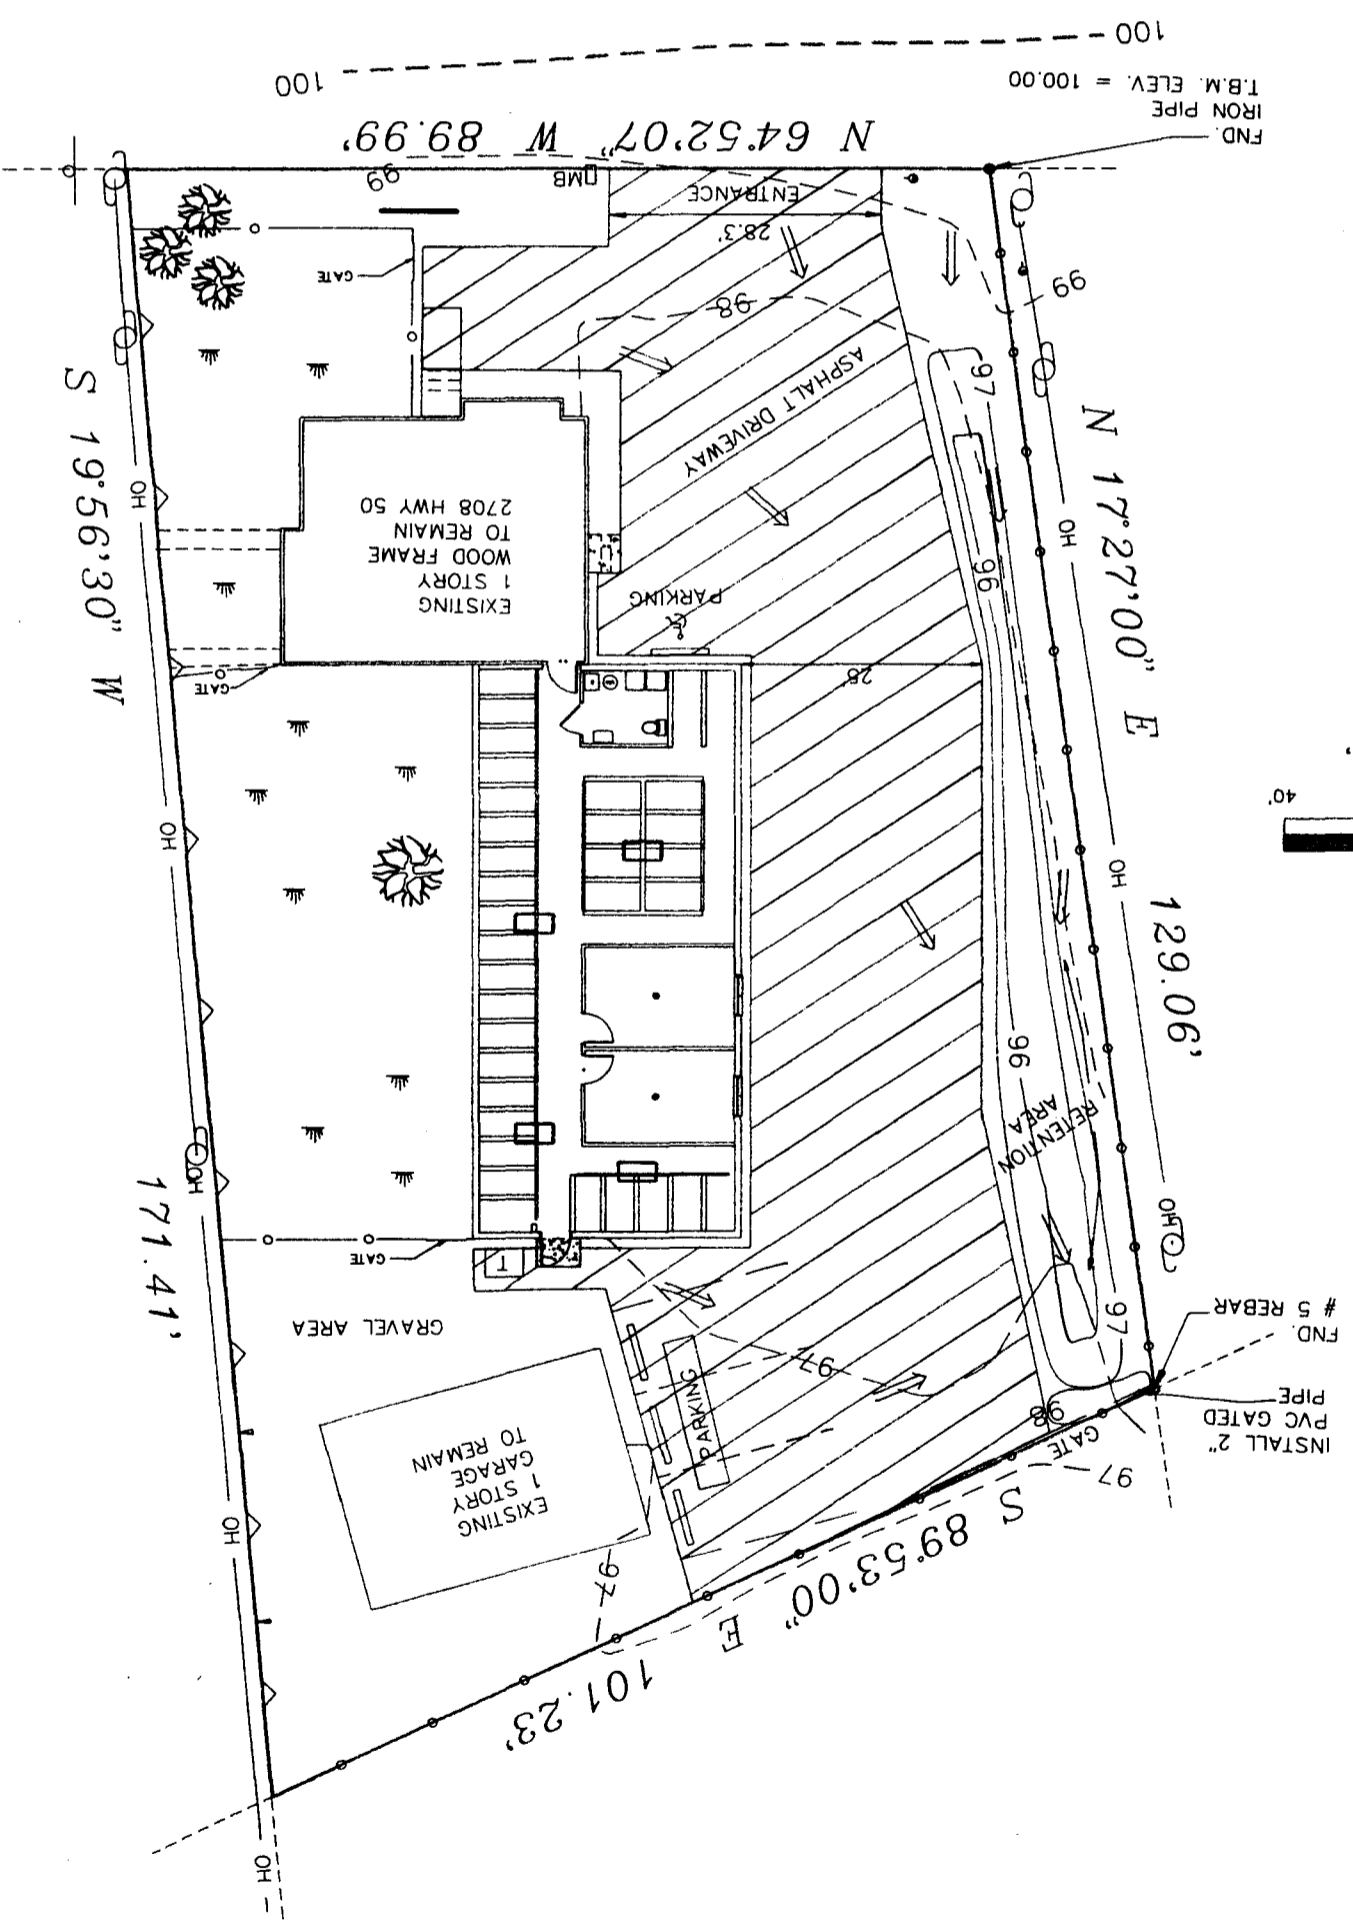 100
100
FND.
IRON PIPE
T.B.M. ELEV. = 100.00
N 64°52'07" W 89.99'
MB
99
ENTRANCE
28.3'
GATE
98
99
97
ASPHALT DRIVEWAY
S 19°56'30" W
171.41'
N 17°27'00" E
129.06'
OH
OH
OH
OH
OH
OH
OH
OH
EXISTING
1 STORY
WOOD FRAME
TO REMAIN
2708 HWY 50
PARKING
96
GATE
25'
40'
96
RETENTION
AREA
GATE
T
GRAVEL AREA
97
97
PARKING
EXISTING
1 STORY
GARAGE
TO REMAIN
FND.
# 5 REBAR
INSTALL 2"
PVC GATED
PIPE
98
GATE
97
97
S 89°53'00" E
101.23'